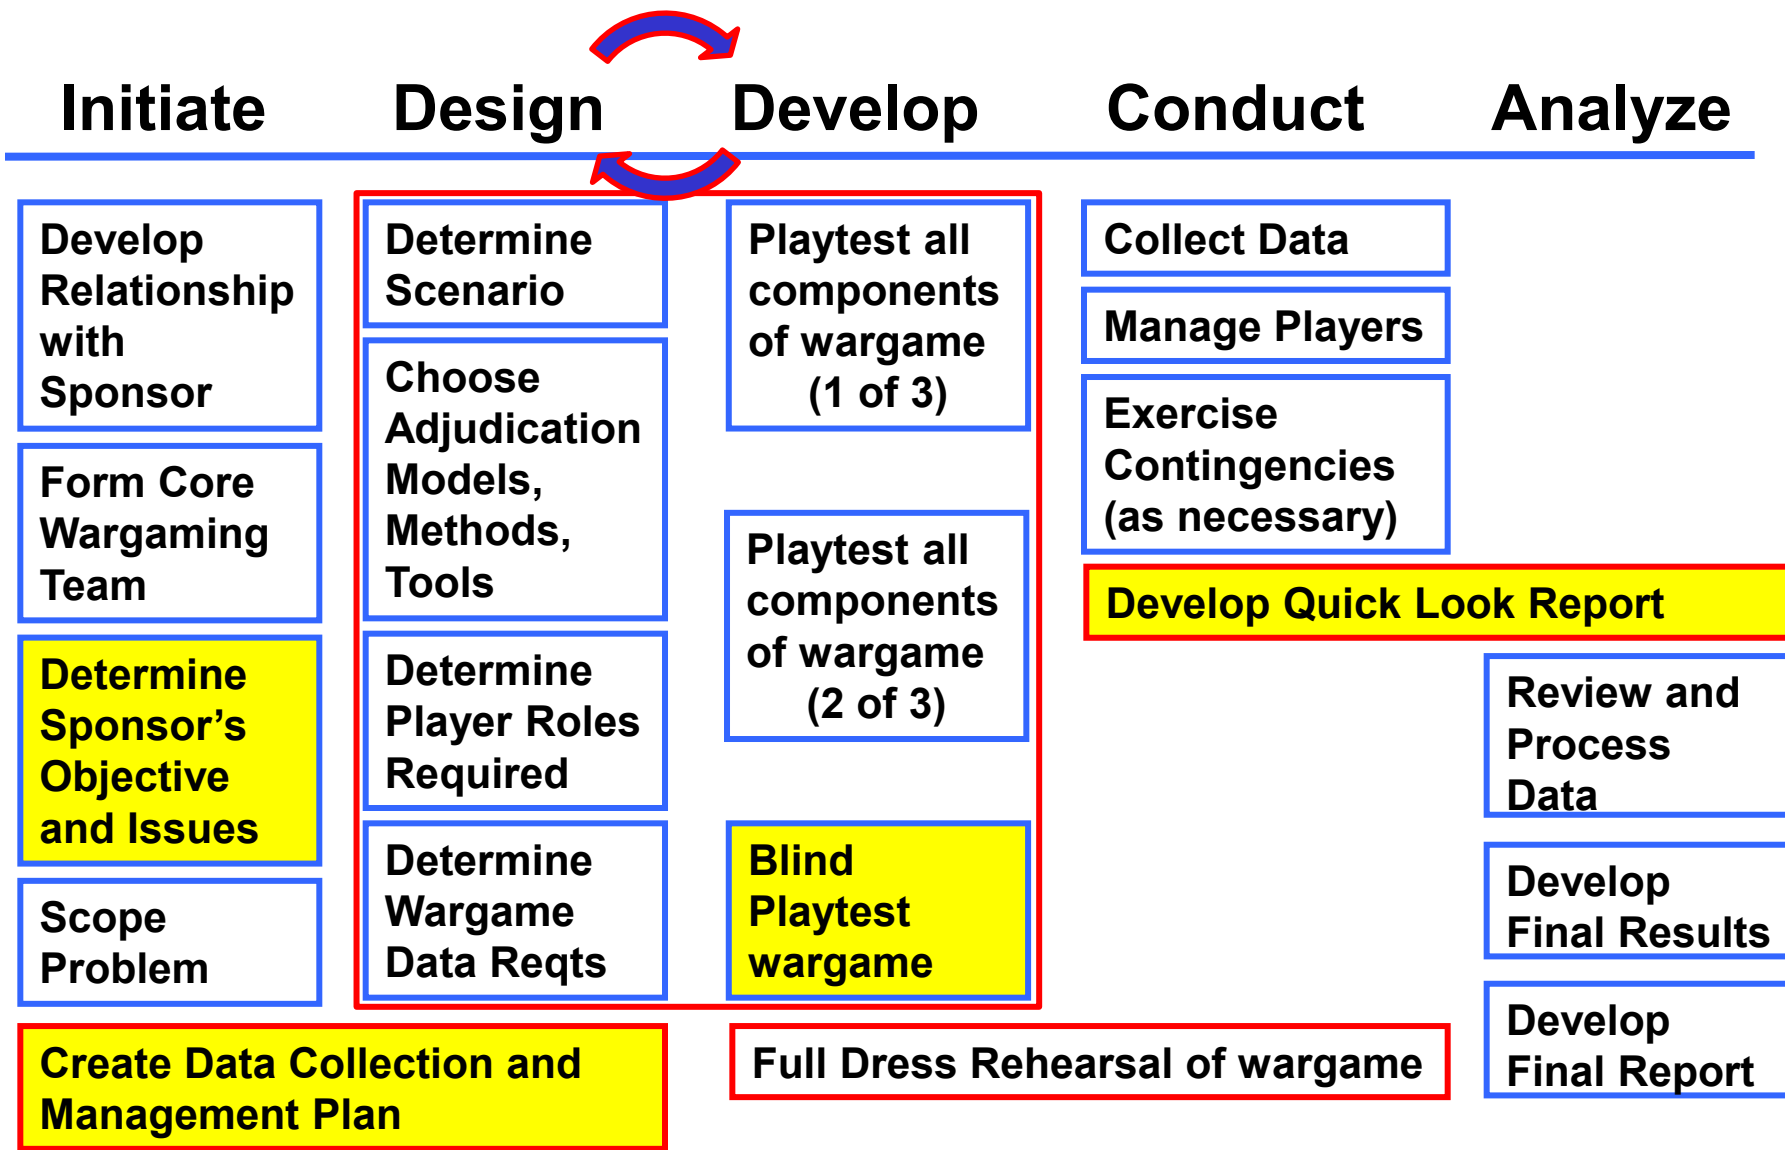 Initiate
Design
Develop
Conduct
Analyze
Develop
Relationship
with
Sponsor
Form Core
Wargaming
Team
Determine
Sponsor’s
Objective
and Issues
Scope
Problem
Create Data Collection and
Management Plan
Determine
Scenario
Choose
Adjudication
Models,
Methods,
Tools
Determine
Player Roles
Required
Determine
Wargame
Data Reqts
Playtest all
components
of wargame
(1 of 3)
Playtest all
components
of wargame
(2 of 3)
Blind
Playtest
wargame
Full Dress Rehearsal of wargame
Collect Data
Manage Players
Exercise
Contingencies
(as necessary)
Develop Quick Look Report
Review and
Process
Data
Develop
Final Results
Develop
Final Report